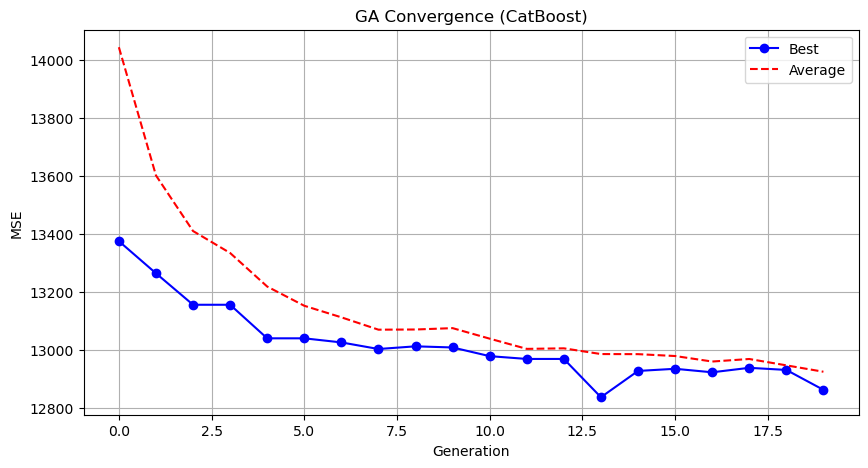 GA Convergence (CatBoost)
Best
Average
MSE
14000
13800
13600
13400
13200
13000
12800
0.0 2.5 5.0 7.5 10.0 12.5 15.0 17.5
Generation